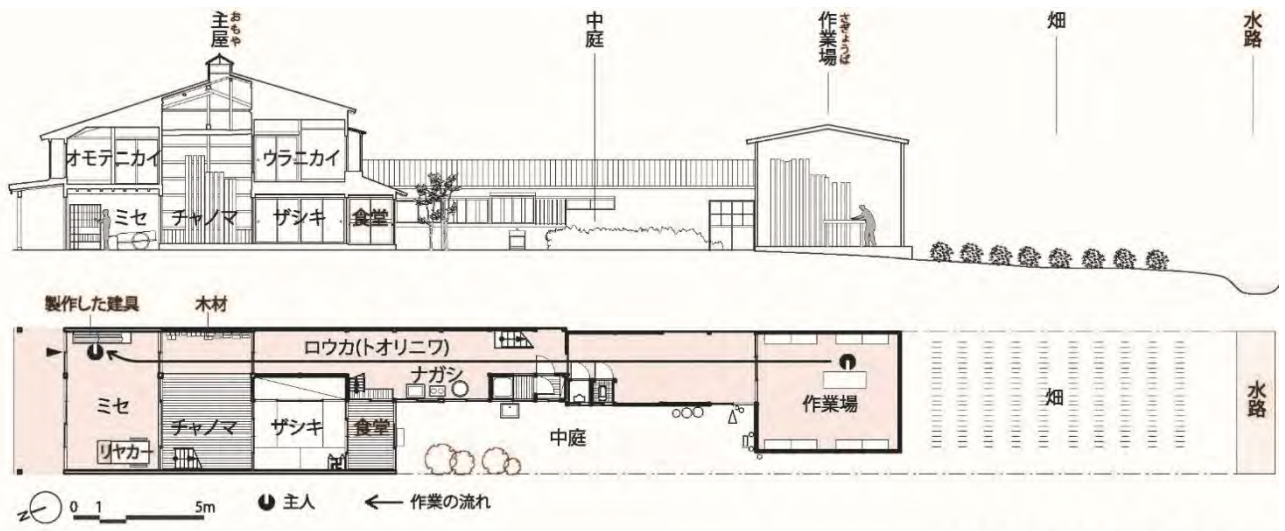 主屋
おもや
中庭
作業場
さぎょうば
畑
水路
オモテニカイ
ウラニカイ
ミセ
チャノマ
ザシキ
食堂
製作した建具
木材
ロウカ(トオリニワ)
ナガシ
ミセ
チャノマ
ザシキ
食堂
中庭
作業場
畑
水路
リヤカー
N
0 1 5m
主人
作業の流れ